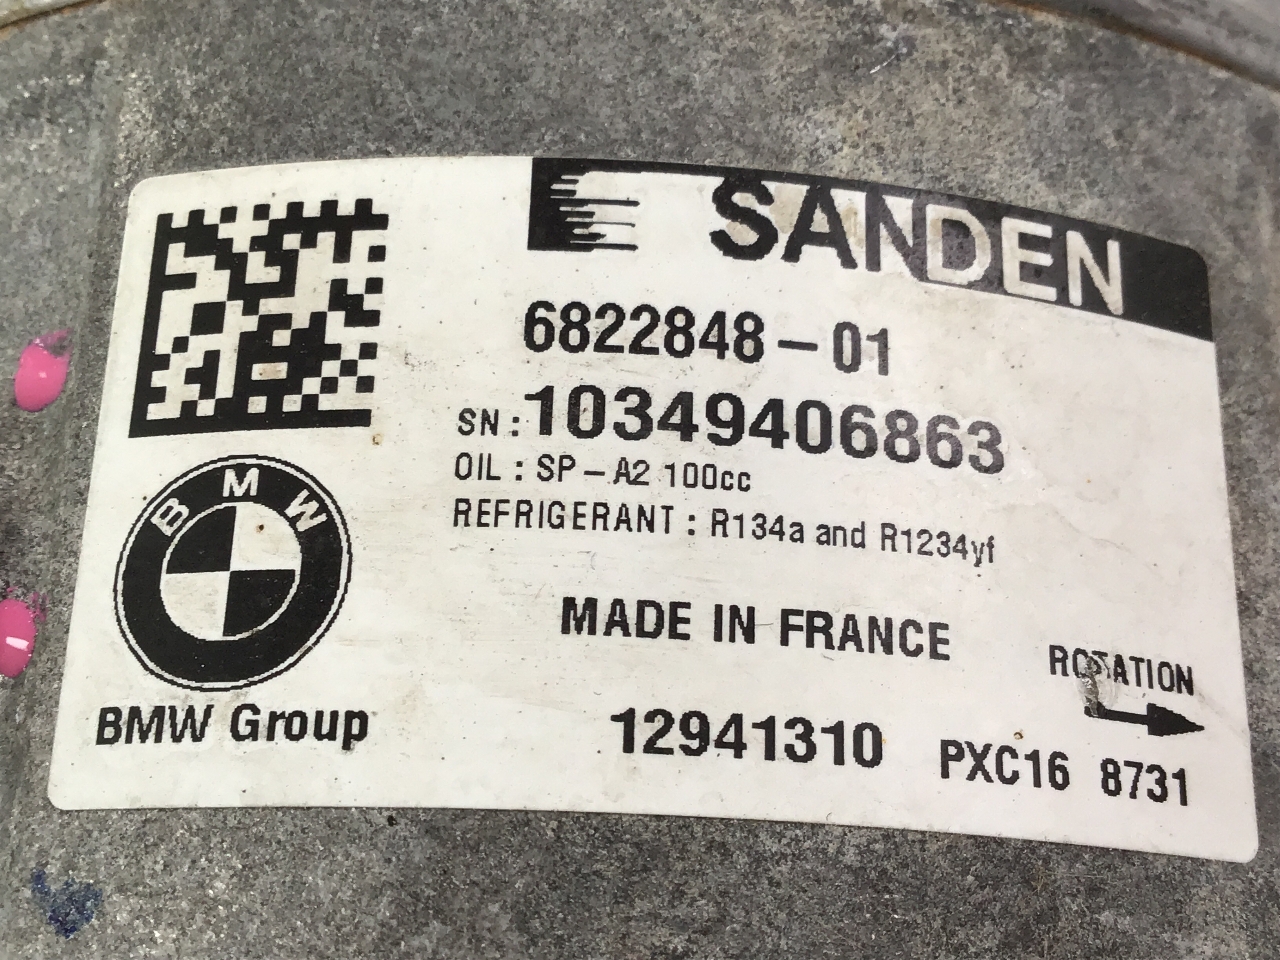 SANDEN
6822848-01
SN:10349406863
OIL: SP-A2 100cc
REFRIGERANT: R134a and R1234yf
BMW
MADE IN FRANCE
ROTATION
BMW Group
12941310 PXC16 8731